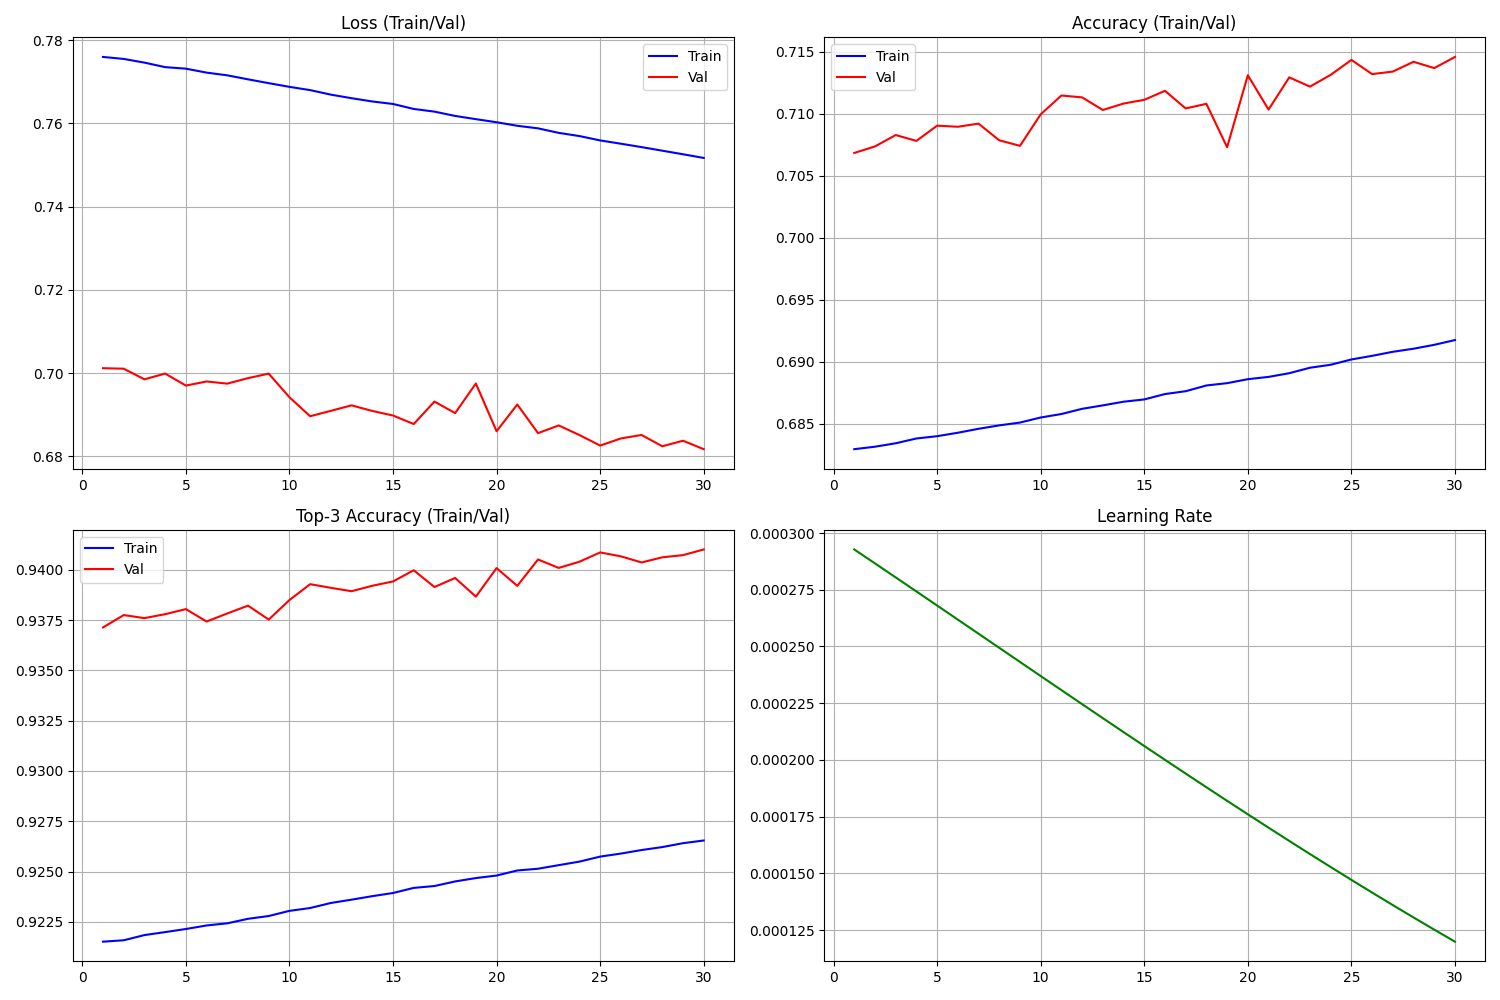 Loss (Train/Val)
0.78
0.76
0.74
0.72
0.70
0.68
0 5 10 15 20 25 30
Train
Val
Accuracy (Train/Val)
0.715
0.710
0.705
0.700
0.695
0.690
0.685
0 5 10 15 20 25 30
Train
Val
Top-3 Accuracy (Train/Val)
0.9400
0.9375
0.9350
0.9325
0.9300
0.9275
0.9250
0.9225
0 5 10 15 20 25 30
Train
Val
Learning Rate
0.000300
0.000275
0.000250
0.000225
0.000200
0.000175
0.000150
0.000125
0 5 10 15 20 25 30